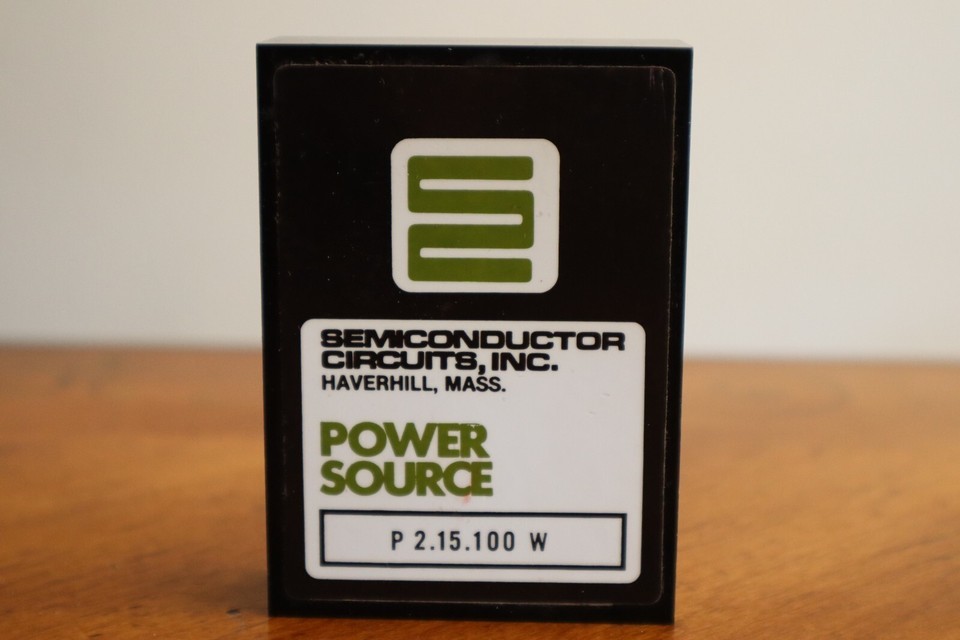 SEMICONDUCTOR
CIRCUITS, INC.
HAVERHILL, MASS.
POWER
SOURCE
P 2.15.100 W